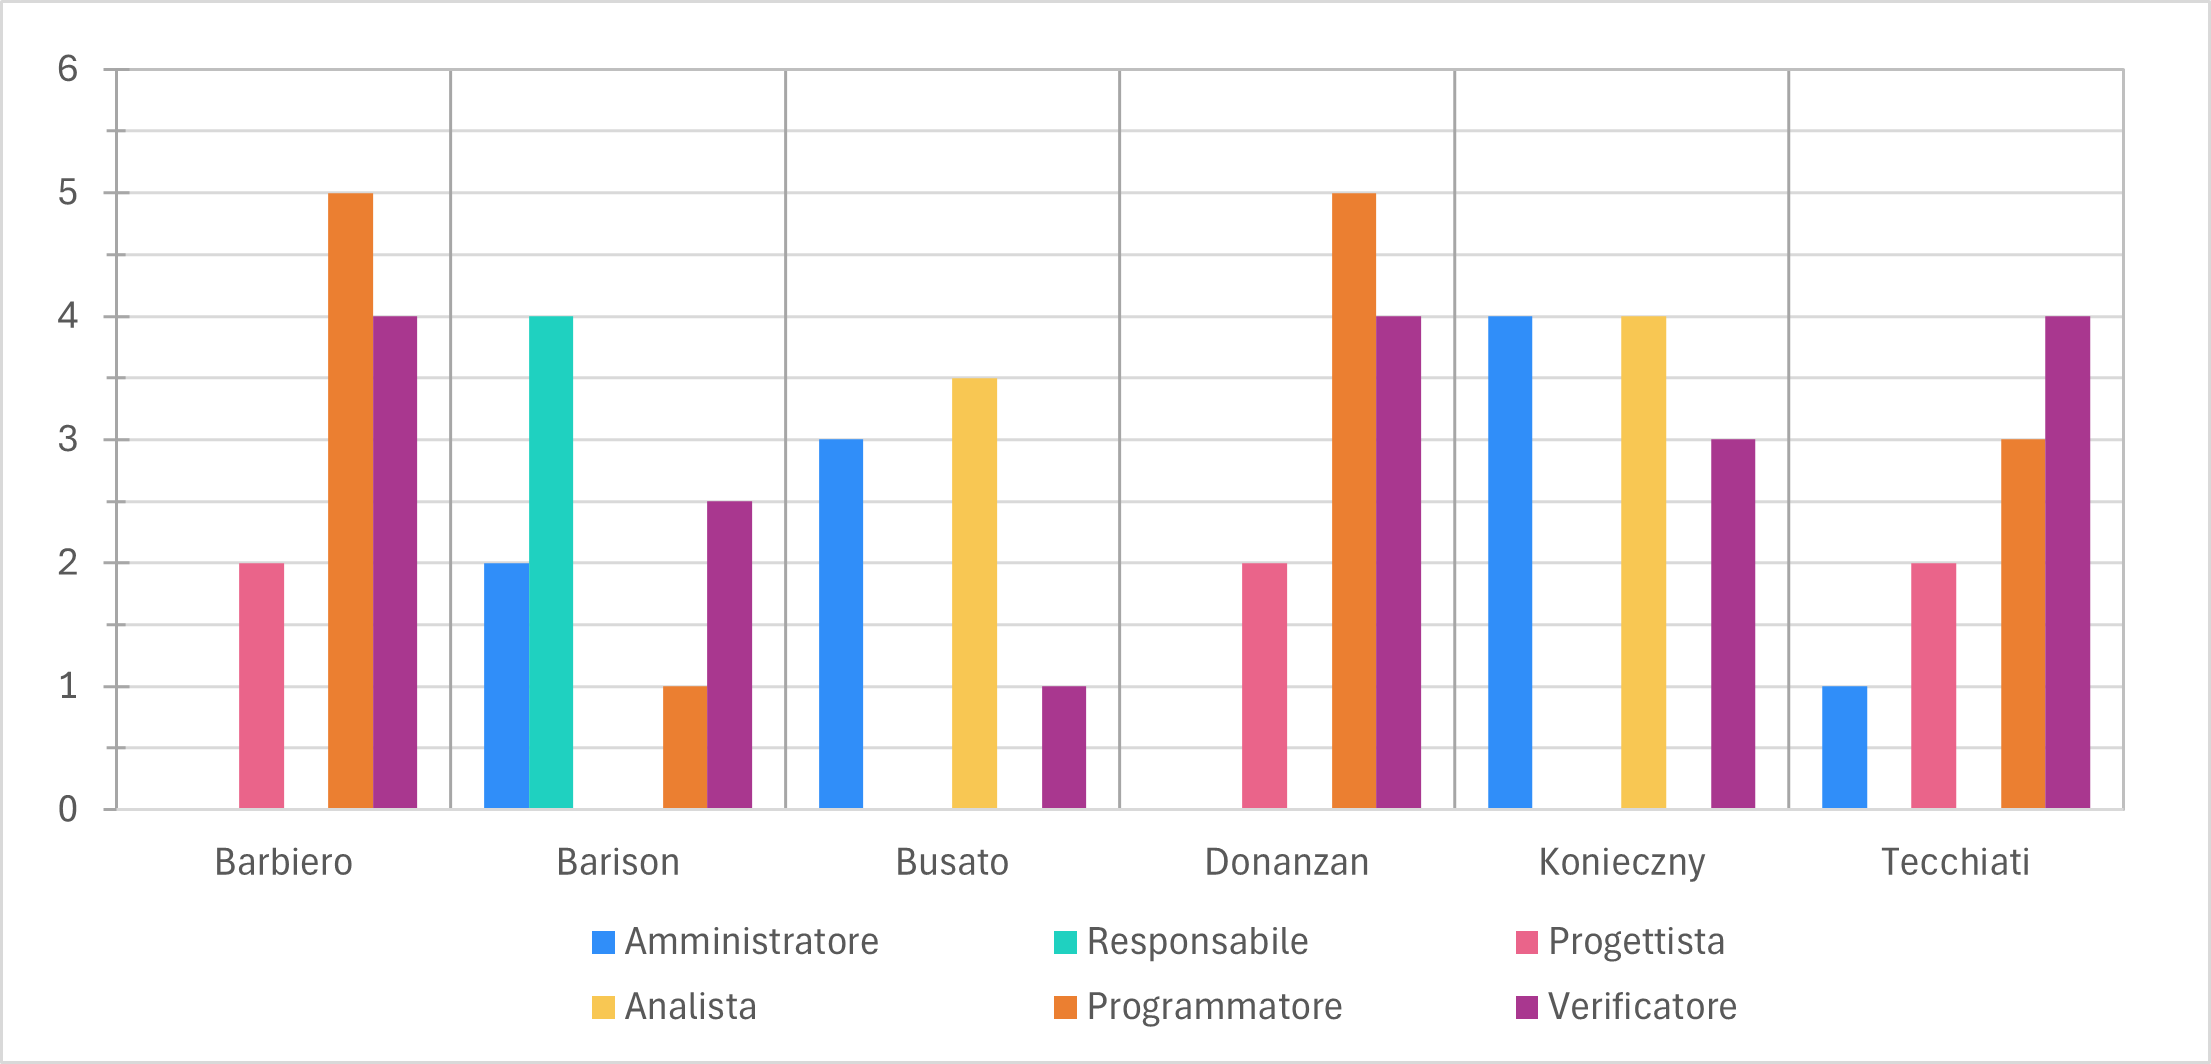 6
5
4
3
2
1
0
Barbiero Barison Busato Donanzan Konieczny Tecchiati
Amministratore Responsabile Progettista
Analista Programmatore Verificatore